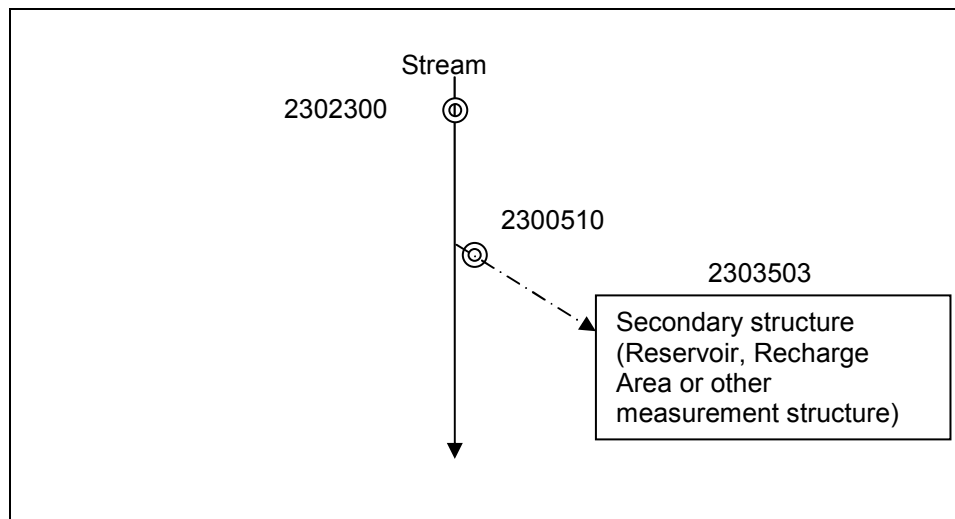 Stream
2302300
2300510
2303503
Secondary structure
(Reservoir, Recharge
Area or other
measurement structure)